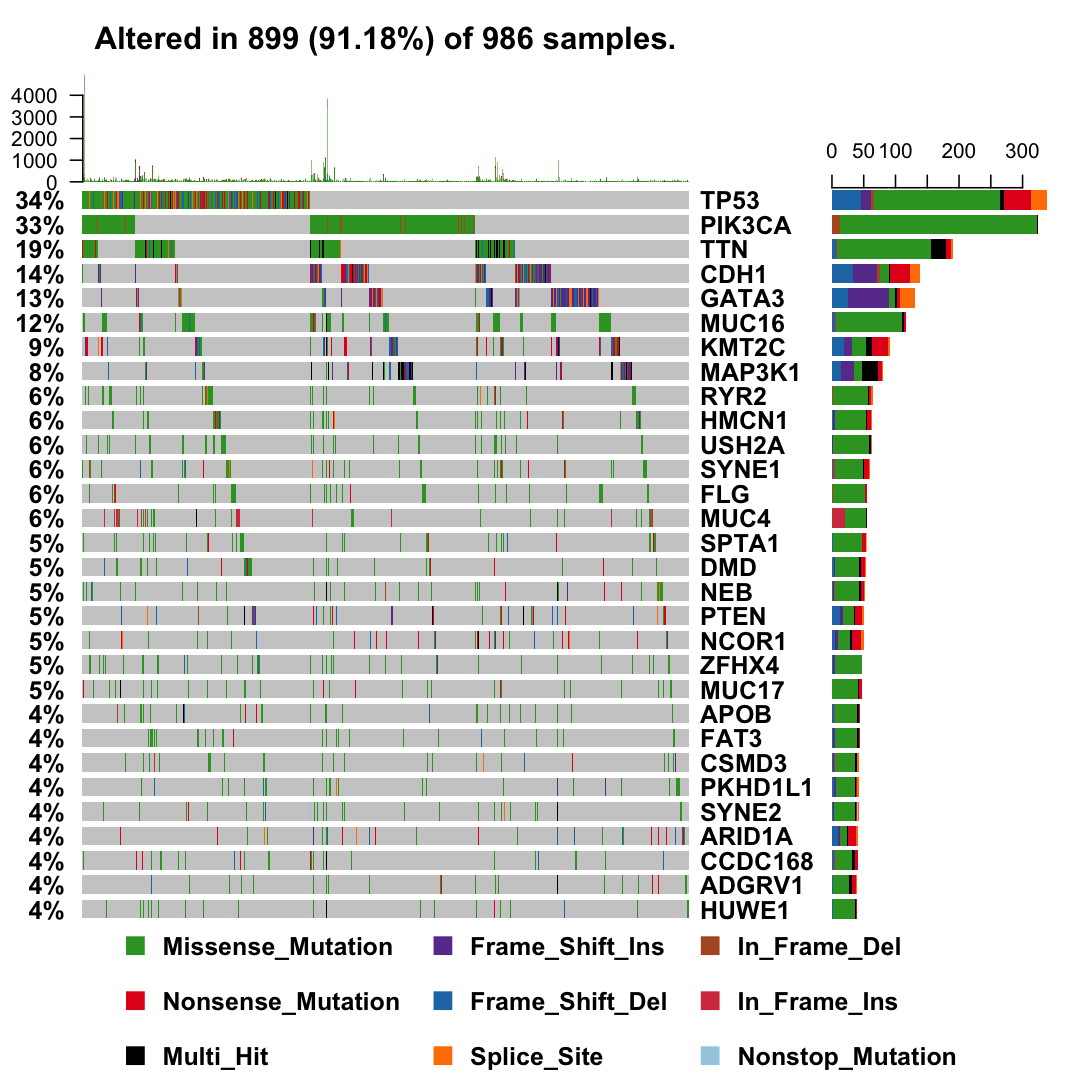 Altered in 899 (91.18%) of 986 samples.
4000
3000
2000
1000
0
0 50 100 200 300
34% TP53
33% PIK3CA
19% TTN
14% CDH1
13% GATA3
12% MUC16
9% KMT2C
8% MAP3K1
6% RYR2
6% HMCN1
6% USH2A
6% SYNE1
6% FLG
6% MUC4
5% SPTA1
5% DMD
5% NEB
5% PTEN
5% NCOR1
5% ZFHX4
5% MUC17
4% APOB
4% FAT3
4% CSMD3
4% PKHD1L1
4% SYNE2
4% ARID1A
4% CCDC168
4% ADGRV1
4% HUWE1
Missense_Mutation Frame_Shift_Ins In_Frame_Del
Nonsense_Mutation Frame_Shift_Del In_Frame_Ins
Multi_Hit Splice_Site Nonstop_Mutation